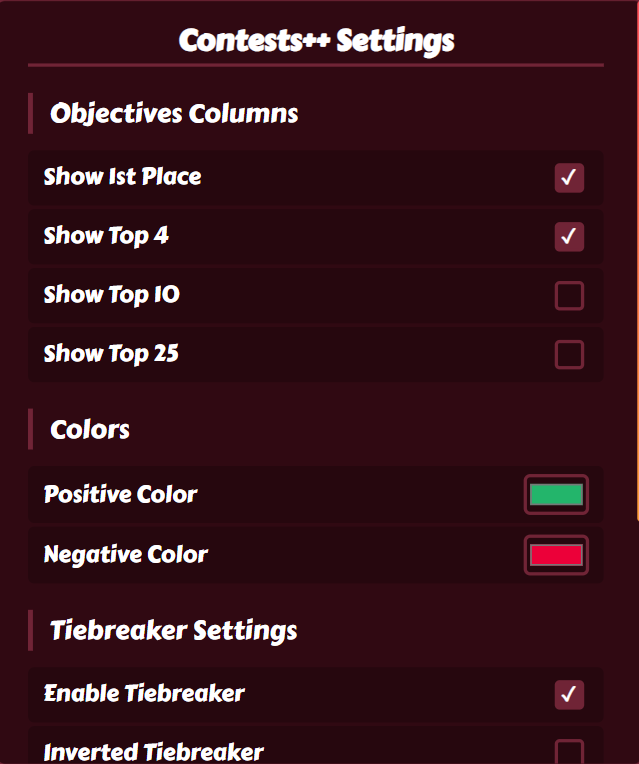 Contests++ Settings
Objectives Columns
Show 1st Place
Show Top 4
Show Top 10
Show Top 25
Colors
Positive Color
Negative Color
Tiebreaker Settings
Enable Tiebreaker
Inverted Tiebreaker